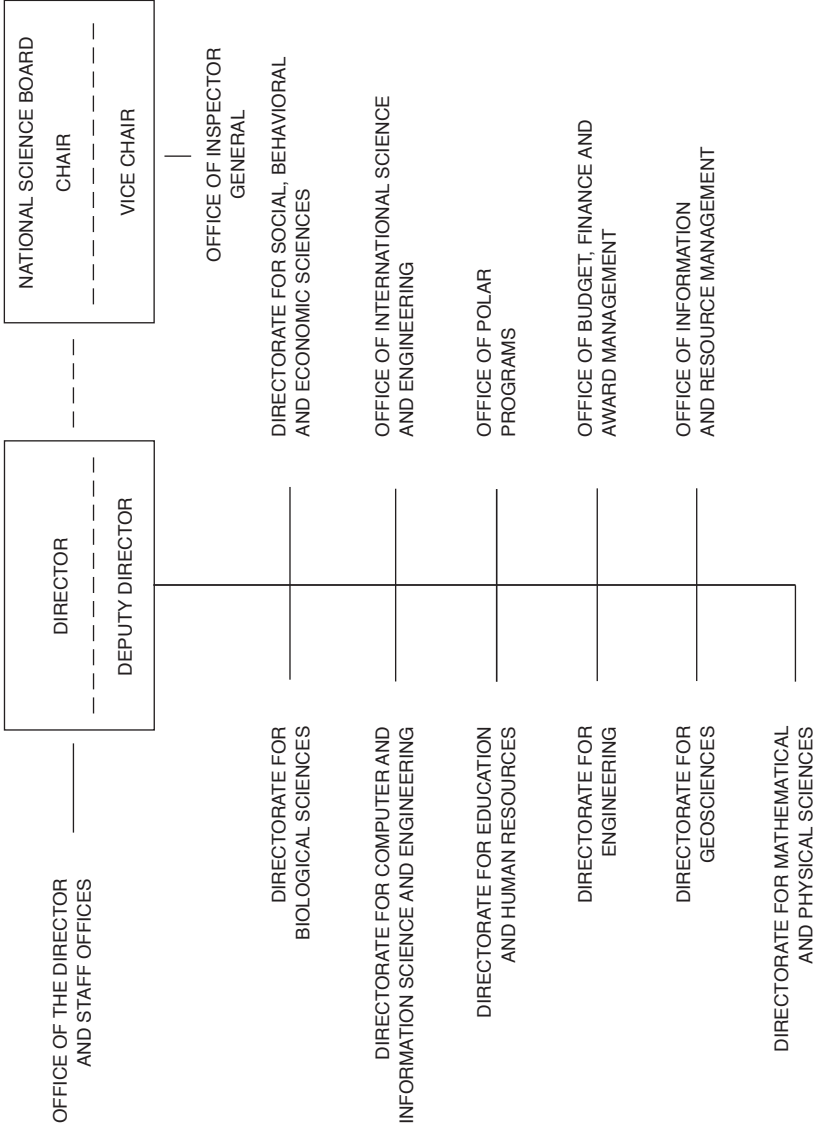 OFFICE OF THE DIRECTOR
AND STAFF OFFICES
DIRECTOR
DEPUTY DIRECTOR
NATIONAL SCIENCE BOARD
CHAIR
VICE CHAIR
OFFICE OF INSPECTOR
GENERAL
DIRECTORATE FOR
BIOLOGICAL SCIENCES
DIRECTORATE FOR SOCIAL, BEHAVIORAL
AND ECONOMIC SCIENCES
DIRECTORATE FOR COMPUTER AND
INFORMATION SCIENCE AND ENGINEERING
OFFICE OF INTERNATIONAL SCIENCE
AND ENGINEERING
DIRECTORATE FOR EDUCATION
AND HUMAN RESOURCES
OFFICE OF POLAR
PROGRAMS
DIRECTORATE FOR
ENGINEERING
OFFICE OF BUDGET, FINANCE AND
AWARD MANAGEMENT
DIRECTORATE FOR
GEOSCIENCES
OFFICE OF INFORMATION
AND RESOURCE MANAGEMENT
DIRECTORATE FOR MATHEMATICAL
AND PHYSICAL SCIENCES